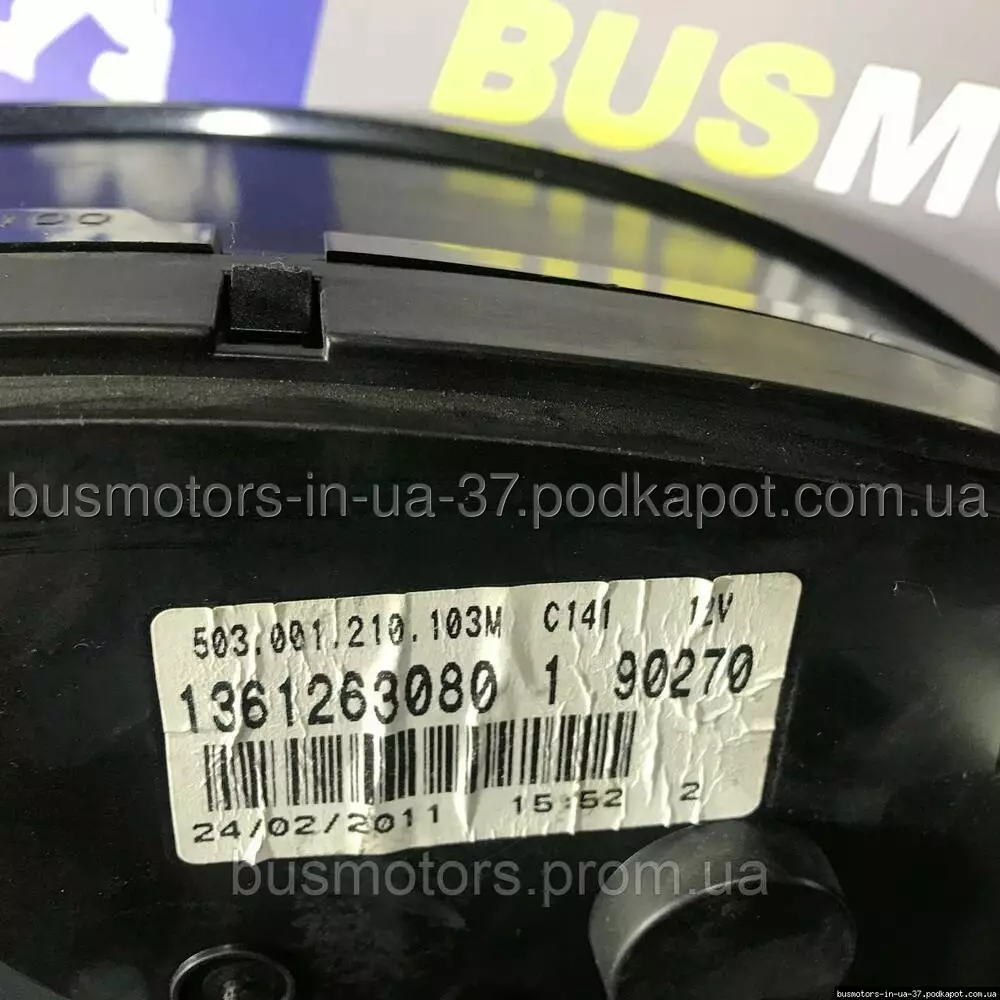 BUSM
busmotors-in-ua-37.podkapot.com.ua
503.001.210.103M C141 12V
1361263080 1 90270
24/02/2011 15:52 2
busmotors.prom.ua
busmotors-in-ua-37.podkapot.com.ua